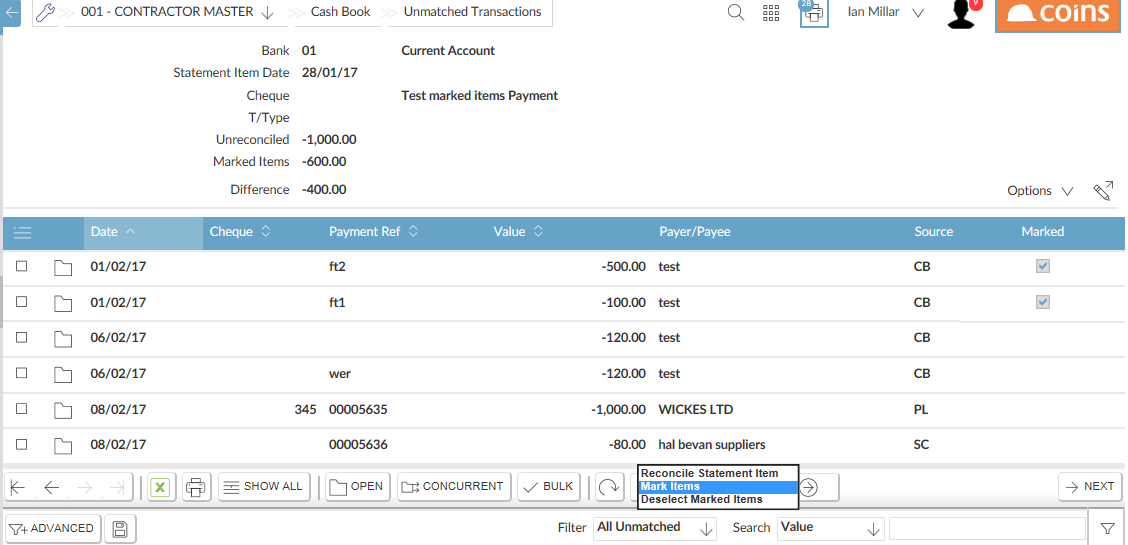 001 - CONTRACTOR MASTER Cash Book Unmatched Transactions 28 Ian Millar 9 coins
Bank 01 Current Account
Statement Item Date 28/01/17
Cheque Test marked items Payment
T/Type
Unreconciled -1,000.00
Marked Items -600.00
Difference -400.00
Options
Date Cheque Payment Ref Value Payer/Payee Source Marked
01/02/17 ft2 -500.00 test CB
01/02/17 ft1 -100.00 test CB
06/02/17 -120.00 test CB
06/02/17 wer -120.00 test CB
08/02/17 345 00005635 -1,000.00 WICKES LTD PL
08/02/17 00005636 -80.00 hal bevan suppliers SC
Reconcile Statement Item
Mark Items
Deselect Marked Items
X SHOW ALL OPEN CONCURRENT BULK NEXT
ADVANCED Filter All Unmatched Search Value